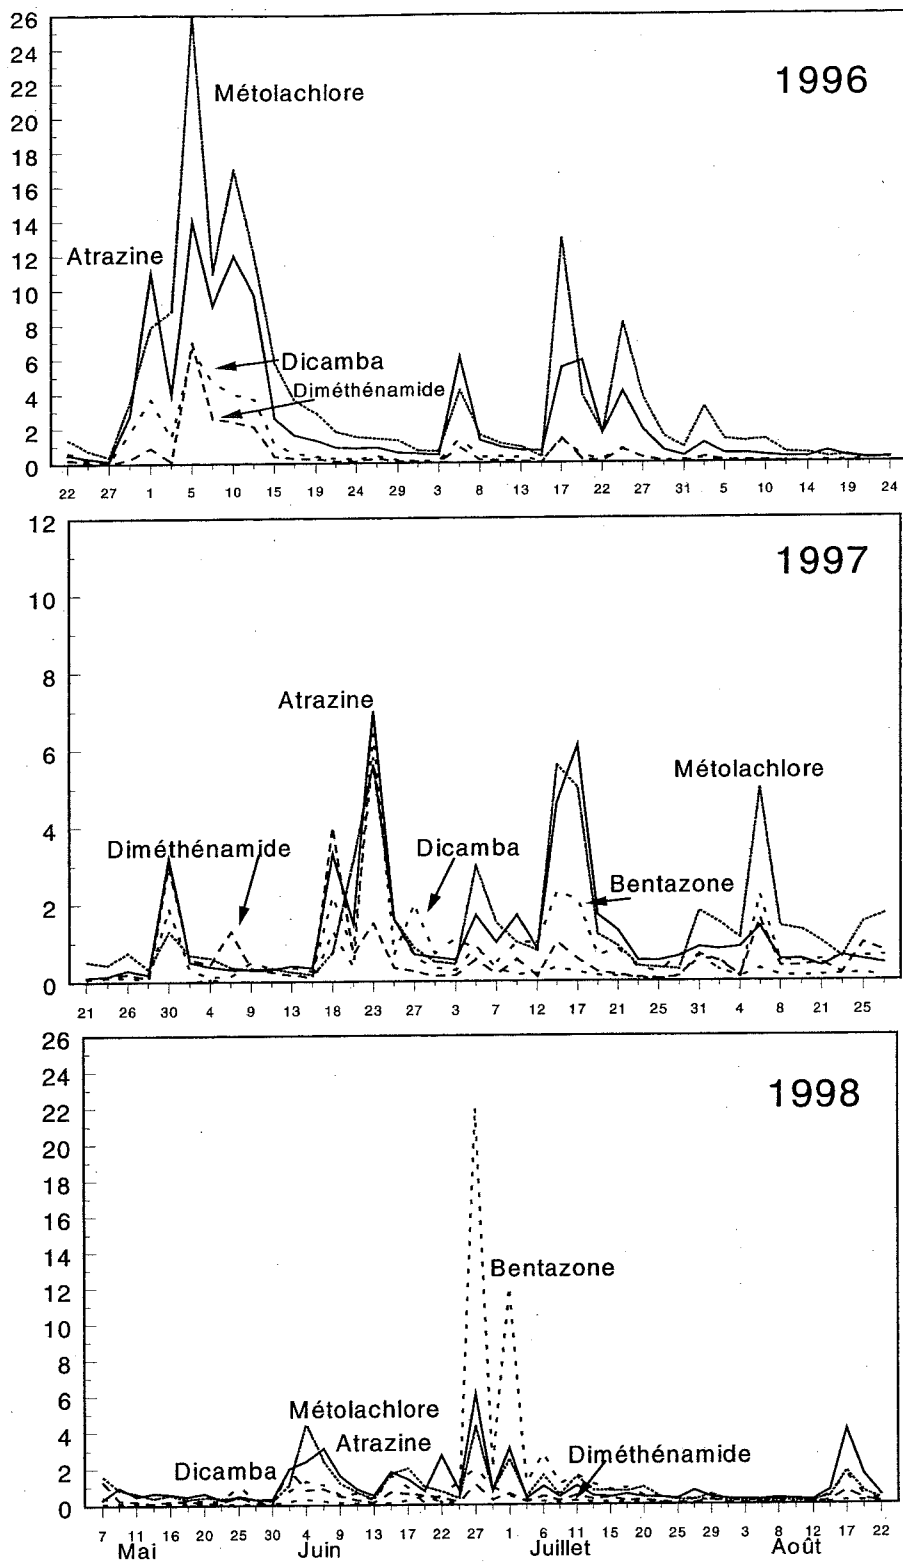 26
24
22
20
18
16
14
12
10
8
6
4
2
0
1996
Métolachlore
Atrazine
Dicamba
Diméthénamide
22 27 1 5 10 15 19 24 29 3 8 13 17 22 27 31 5 10 14 19 24
12
10
8
6
4
2
0
1997
Atrazine
Métolachlore
Diméthénamide
Dicamba
Bentazone
21 26 30 4 9 13 18 23 27 3 7 12 17 21 25 31 4 8 21 25
26
24
22
20
18
16
14
12
10
8
6
4
2
0
1998
Bentazone
Métolachlore
Atrazine
Dicamba
Diméthénamide
7 11 16 20 25 30 4 9 13 17 22 27 1 6 11 15 20 25 29 3 8 12 17 22
Mai Juin Juillet Août